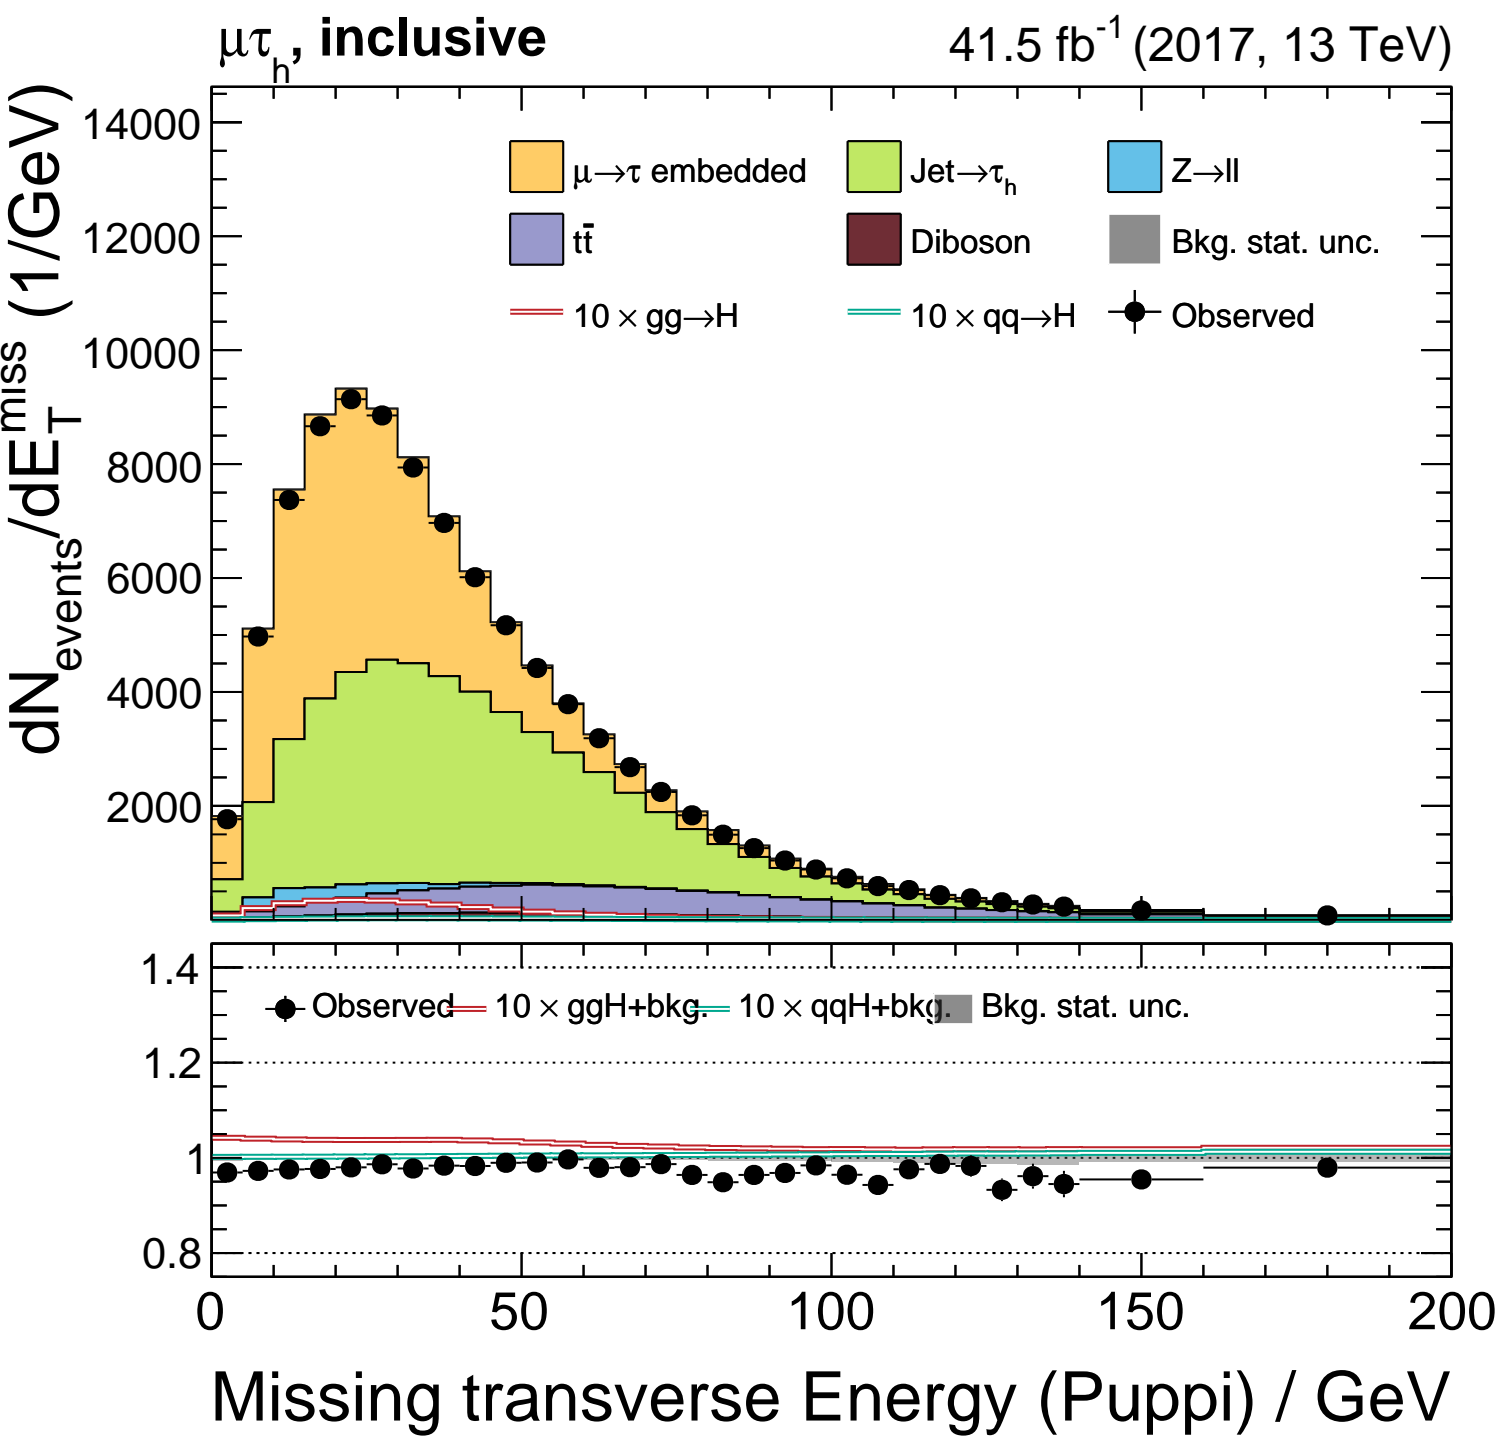 μτh, inclusive 41.5 fb-1 (2017, 13 TeV)
dNevents/dETmiss (1/GeV)
14000
12000
10000
8000
6000
4000
2000
μ→τ embedded Jet→τh Z→ll
tt̄ Diboson Bkg. stat. unc.
10 × gg→H 10 × qq→H Observed
1.4
1.2
1
0.8
Observed 10 × ggH+bkg. 10 × qqH+bkg. Bkg. stat. unc.
0 50 100 150 200
Missing transverse Energy (Puppi) / GeV